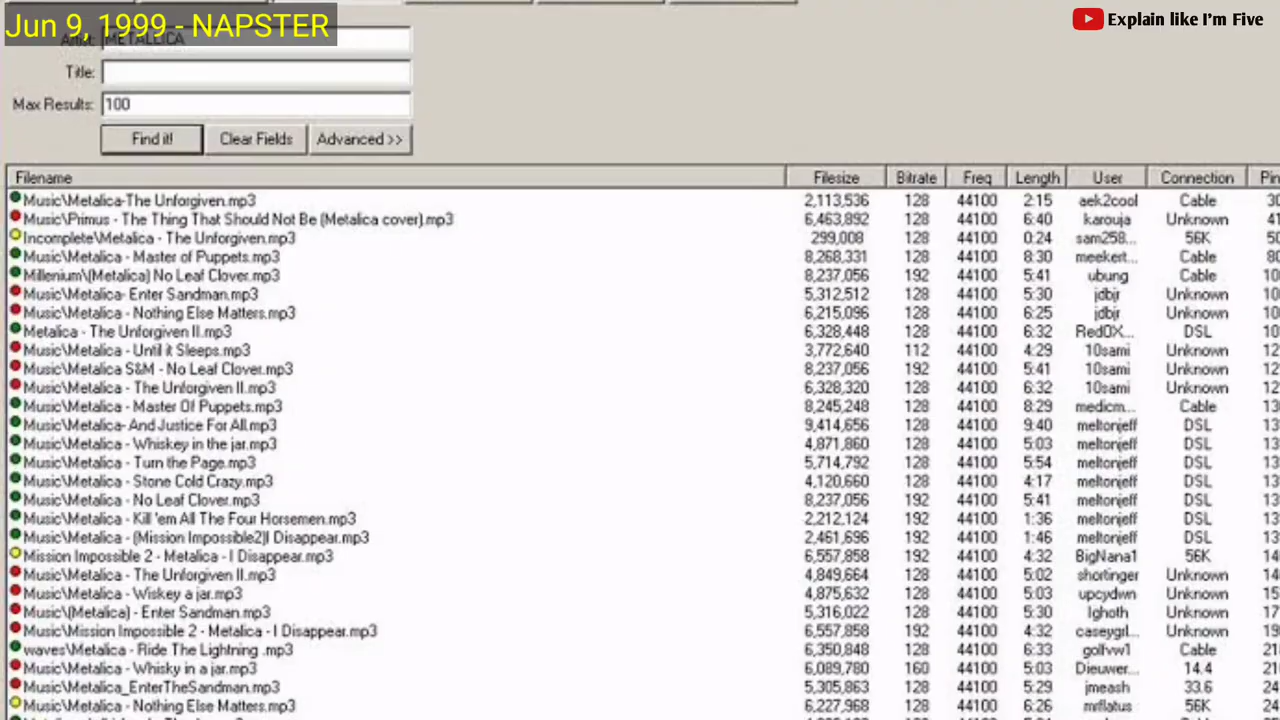 Jun 9, 1999 - NAPSTER
Explain like I'm Five
Artist: METALLICA
Title:
Max Results: 100
Find it! Clear Fields Advanced >>
Filename Filesize Bitrate Freq Length User Connection
Music\Metalica-The Unforgiven.mp3 2,113,536 128 44100 2:15 aek2cool Cable
Music\Primus - The Thing That Should Not Be (Metalica cover).mp3 6,463,892 128 44100 6:40 karouja Unknown
Incomplete\Metalica - The Unforgiven.mp3 299,008 128 44100 0:24 sam258... 56K
Music\Metalica - Master of Puppets.mp3 8,268,331 128 44100 8:30 meekert... Cable
Millenium\(Metalica) No Leaf Clover.mp3 8,237,056 192 44100 5:41 ubung Cable
Music\Metalica- Enter Sandman.mp3 5,312,512 128 44100 5:30 jdbjr Unknown
Music\Metalica - Nothing Else Matters.mp3 6,215,096 128 44100 6:25 jdbjr Unknown
Metalica - The Unforgiven II.mp3 6,328,448 128 44100 6:32 Red0X... DSL
Music\Metalica - Until it Sleeps.mp3 3,772,640 112 44100 4:29 10sami Unknown
Music\Metalica S&M - No Leaf Clover.mp3 8,237,056 192 44100 5:41 10sami Unknown
Music\Metalica - The Unforgiven II.mp3 6,328,320 128 44100 6:32 10sami Unknown
Music\Metalica - Master Of Puppets.mp3 8,245,248 128 44100 8:29 medicm... Cable
Music\Metalica- And Justice For All.mp3 9,414,656 128 44100 9:40 meltonjeff DSL
Music\Metalica - Whiskey in the jar.mp3 4,871,860 128 44100 5:03 meltonjeff DSL
Music\Metalica - Turn the Page.mp3 5,714,792 128 44100 5:54 meltonjeff DSL
Music\Metalica - Stone Cold Crazy.mp3 4,120,660 128 44100 4:17 meltonjeff DSL
Music\Metalica - No Leaf Clover.mp3 8,237,056 192 44100 5:41 meltonjeff DSL
Music\Metalica - Kill 'em All The Four Horsemen.mp3 2,212,124 192 44100 1:36 meltonjeff DSL
Music\Metalica - (Mission Impossible2)I Disappear.mp3 2,461,696 192 44100 1:46 meltonjeff DSL
Mission Impossible 2 - Metalica - I Disappear.mp3 6,557,858 192 44100 4:32 BigNana1 56K
Music\Metalica - The Unforgiven II.mp3 4,849,664 128 44100 5:02 shortinger Unknown
Music\Metalica - Wiskey a jar.mp3 4,875,632 128 44100 5:03 upcydwn Unknown
Music\(Metalica) - Enter Sandman.mp3 5,316,022 128 44100 5:30 lghoth Unknown
Music\Mission Impossible 2 - Metalica - I Disappear.mp3 6,557,858 192 44100 4:32 caseygrl... Unknown
waves\Metalica - Ride The Lightning .mp3 6,350,848 128 44100 6:33 golfvw1 Cable
Music\Metalica - Whisky in a jar.mp3 6,089,780 160 44100 5:03 Dieuwer... 14.4
Music\Metalica_EnterTheSandman.mp3 5,305,863 128 44100 5:29 jmeash 33.6
Music\Metalica - Nothing Else Matters.mp3 6,227,968 128 44100 6:26 mrflatus 56K